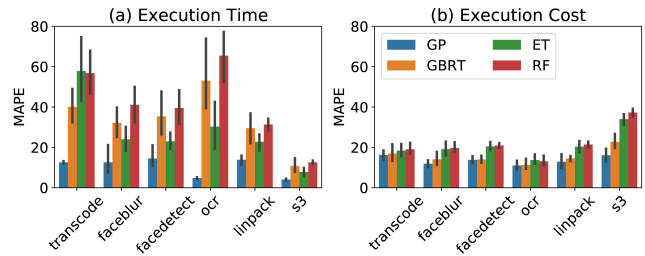 (a) Execution Time
MAPE
80
60
40
20
0
transcode
faceblur
facedetect
ocr
linpack
s3
(b) Execution Cost
MAPE
80
60
40
20
0
GP
GBRT
ET
RF
transcode
faceblur
facedetect
ocr
linpack
s3